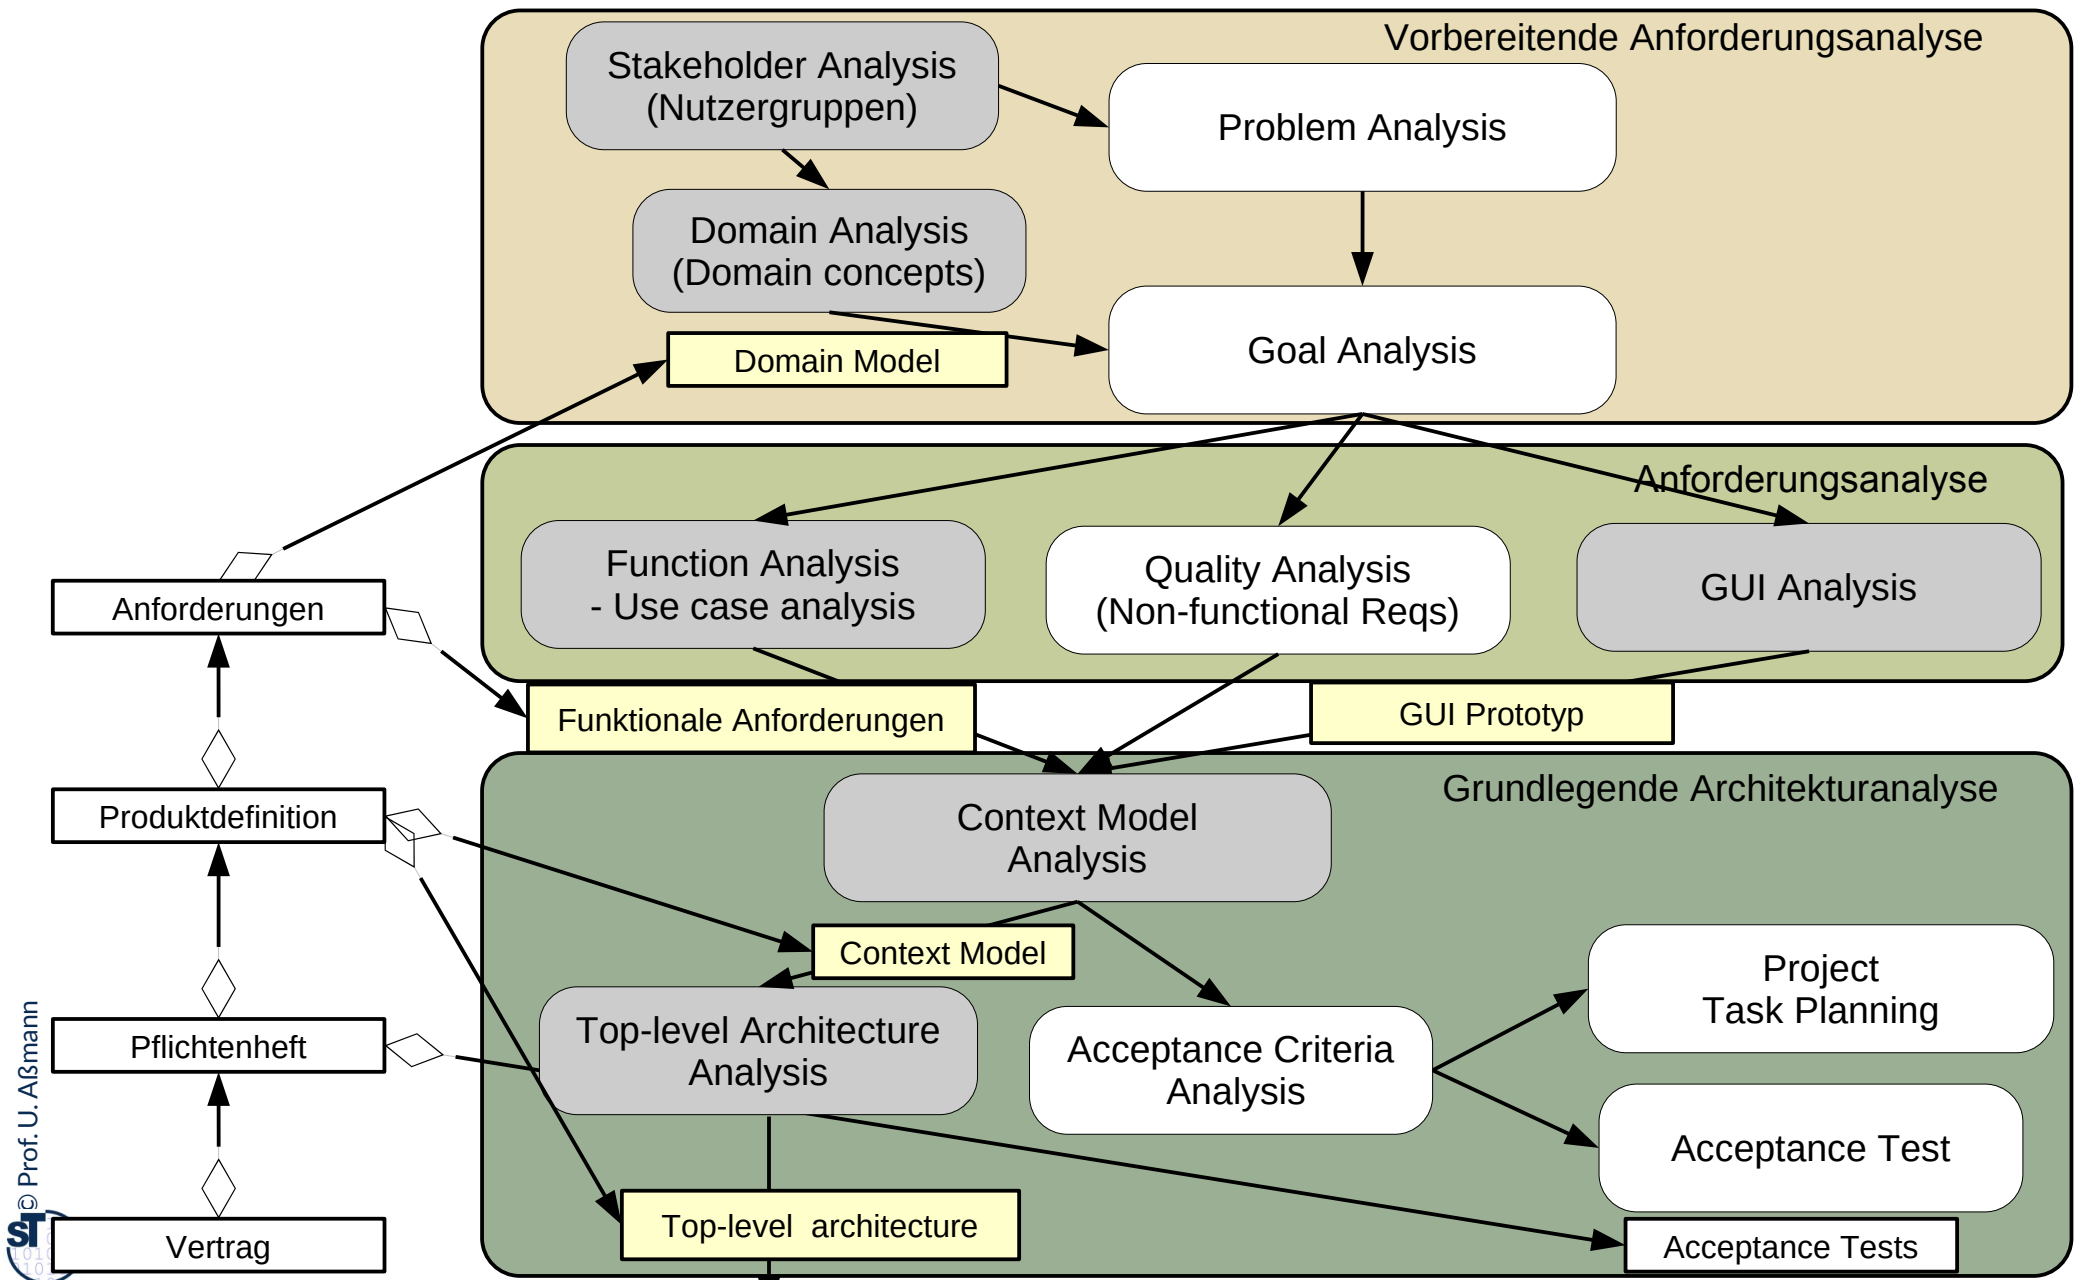 Vorbereitende Anforderungsanalyse
Stakeholder Analysis
(Nutzergruppen)
Problem Analysis
Domain Analysis
(Domain concepts)
Goal Analysis
Domain Model
Anforderungsanalyse
Function Analysis
- Use case analysis
Quality Analysis
(Non-functional Reqs)
GUI Analysis
Anforderungen
Funktionale Anforderungen
GUI Prototyp
Grundlegende Architekturanalyse
Produktdefinition
Context Model
Analysis
Context Model
Project
Task Planning
Pflichtenheft
Top-level Architecture
Analysis
Acceptance Criteria
Analysis
Acceptance Test
Top-level  architecture
Vertrag
Acceptance Tests
© Prof. U. Aßmann
ST